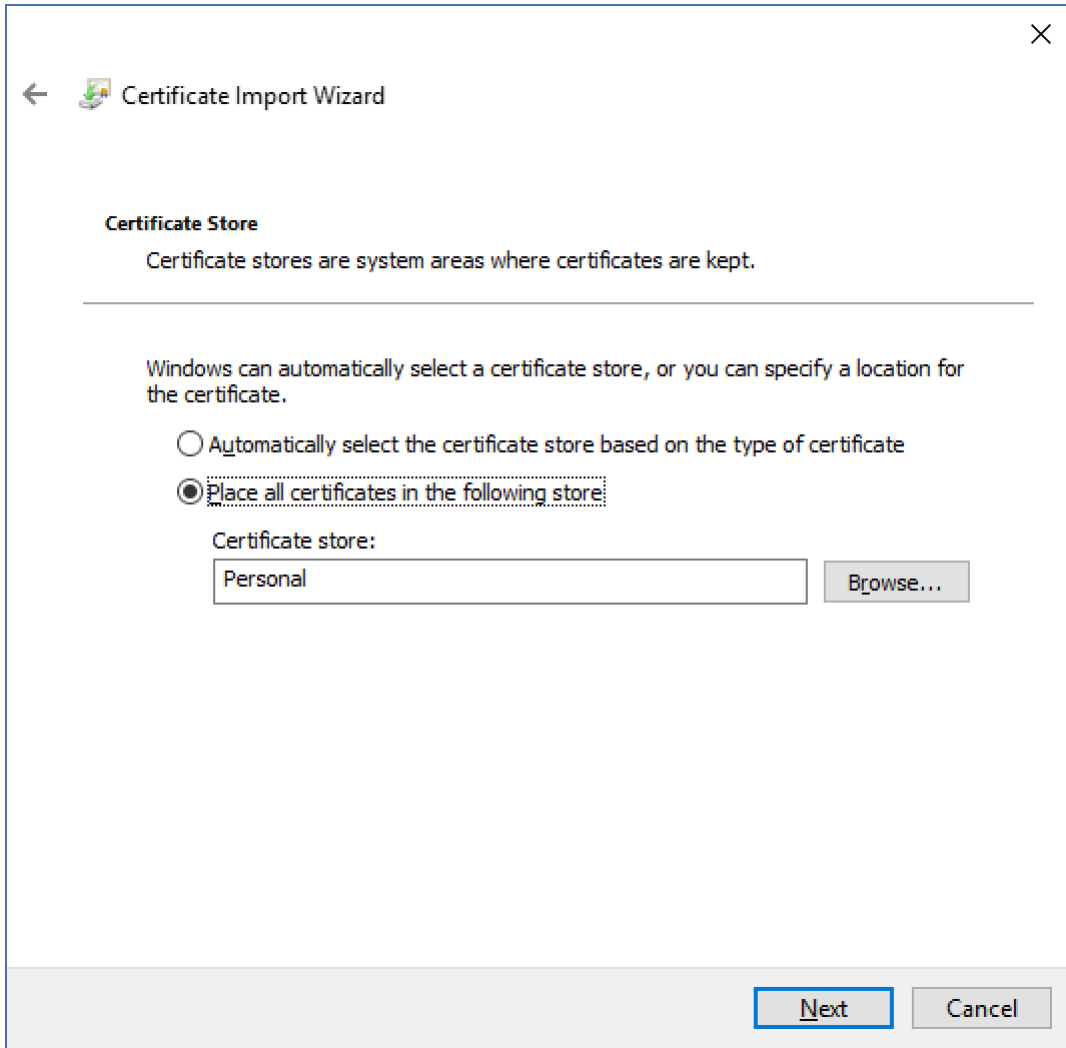 Certificate Import Wizard
Certificate Store
Certificate stores are system areas where certificates are kept.
Windows can automatically select a certificate store, or you can specify a location for
the certificate.
Automatically select the certificate store based on the type of certificate
Place all certificates in the following store
Certificate store:
Personal
Browse...
Next
Cancel